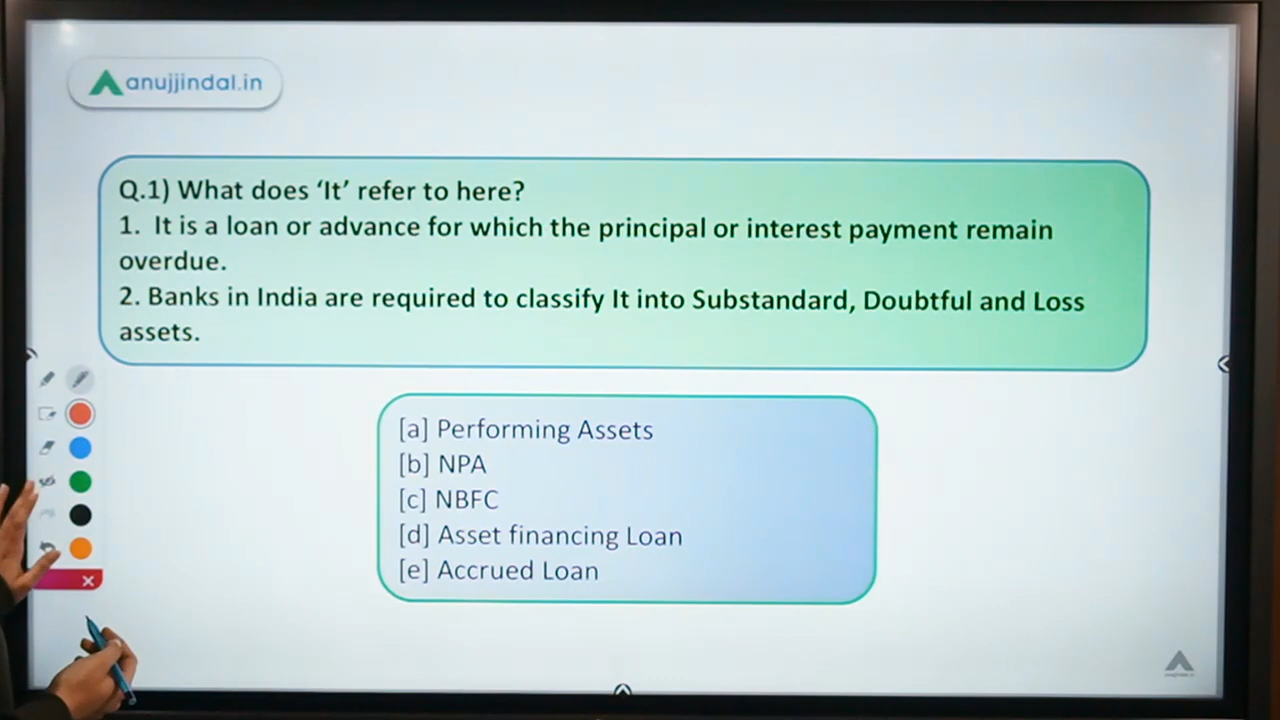 anujjindal.in
Q.1) What does ‘It’ refer to here?
1. It is a loan or advance for which the principal or interest payment remain
overdue.
2. Banks in India are required to classify It into Substandard, Doubtful and Loss
assets.
[a] Performing Assets
[b] NPA
[c] NBFC
[d] Asset financing Loan
[e] Accrued Loan